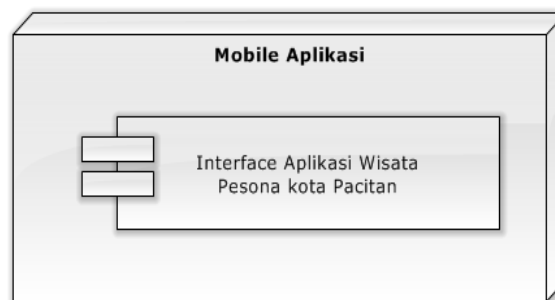 Mobile Aplikasi
Interface Aplikasi Wisata
Pesona kota Pacitan